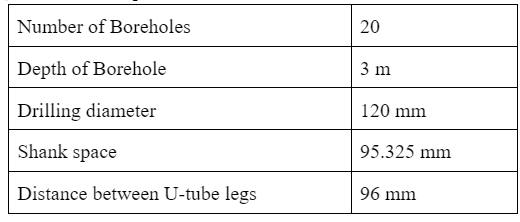 Number of Boreholes 20
Depth of Borehole 3 m
Drilling diameter 120 mm
Shank space 95.325 mm
Distance between U-tube legs 96 mm